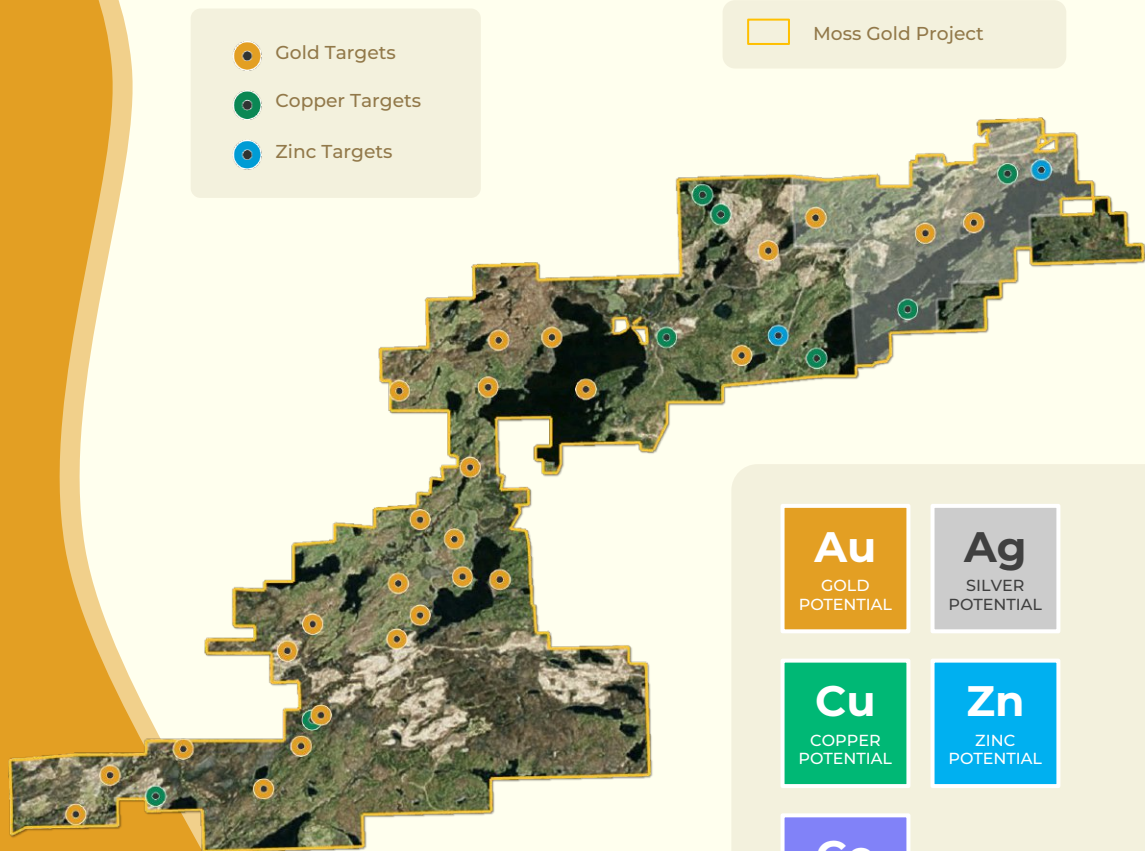 Gold Targets
Copper Targets
Zinc Targets
Moss Gold Project
Au
GOLD
POTENTIAL
Ag
SILVER
POTENTIAL
Cu
COPPER
POTENTIAL
Zn
ZINC
POTENTIAL